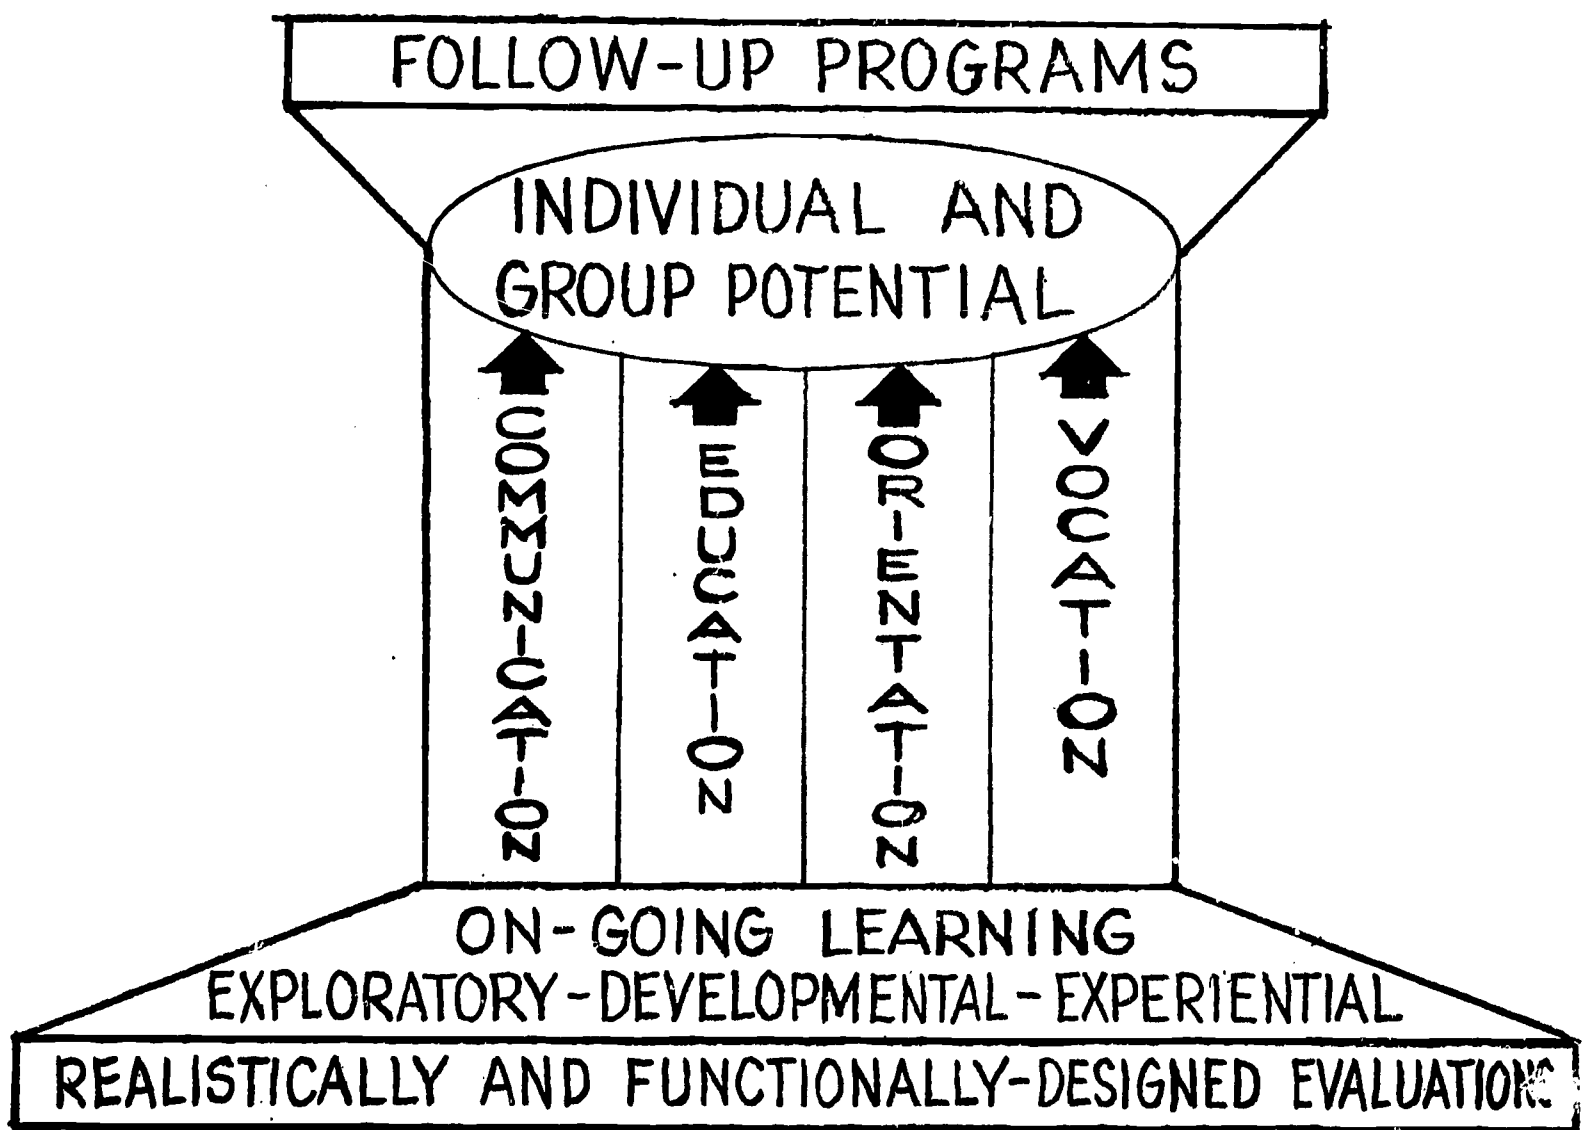 FOLLOW-UP PROGRAMS
INDIVIDUAL AND
GROUP POTENTIAL
COMMUNICATION
EDUCATION
ORIENTATION
VOCATION
ON-GOING LEARNING
EXPLORATORY-DEVELOPMENTAL-EXPERIENTIAL
REALISTICALLY AND FUNCTIONALLY-DESIGNED EVALUATIONS